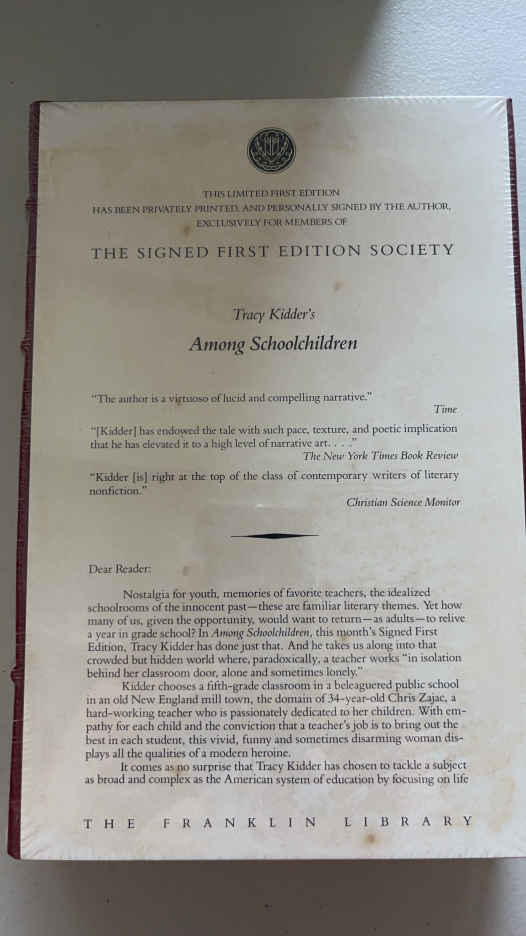 THIS LIMITED FIRST EDITION
HAS BEEN PRIVATELY PRINTED, AND PERSONALLY SIGNED BY THE AUTHOR,
EXCLUSIVELY FOR MEMBERS OF
THE SIGNED FIRST EDITION SOCIETY
Tracy Kidder's
Among Schoolchildren
“The author is a virtuoso of lucid and compelling narrative.”
Time
“[Kidder] has endowed the tale with such pace, texture, and poetic implication
that he has elevated it to a high level of narrative art. . . .”
The New York Times Book Review
“Kidder [is] right at the top of the class of contemporary writers of literary
nonfiction.”
Christian Science Monitor
Dear Reader:
Nostalgia for youth, memories of favorite teachers, the idealized
schoolrooms of the innocent past—these are familiar literary themes. Yet how
many of us, given the opportunity, would want to return—as adults—to relive
a year in grade school? In Among Schoolchildren, this month's Signed First
Edition, Tracy Kidder has done just that. And he takes us along into that
crowded but hidden world where, paradoxically, a teacher works “in isolation
behind her classroom door, alone and sometimes lonely.”
Kidder chooses a fifth-grade classroom in a beleaguered public school
in an old New England mill town, the domain of 34-year-old Chris Zajac, a
hard-working teacher who is passionately dedicated to her children. With em-
pathy for each child and the conviction that a teacher's job is to bring out the
best in each student, this vivid, funny and sometimes disarming woman dis-
plays all the qualities of a modern heroine.
It comes as no surprise that Tracy Kidder has chosen to tackle a subject
as broad and complex as the American system of education by focusing on life
THE FRANKLIN LIBRARY